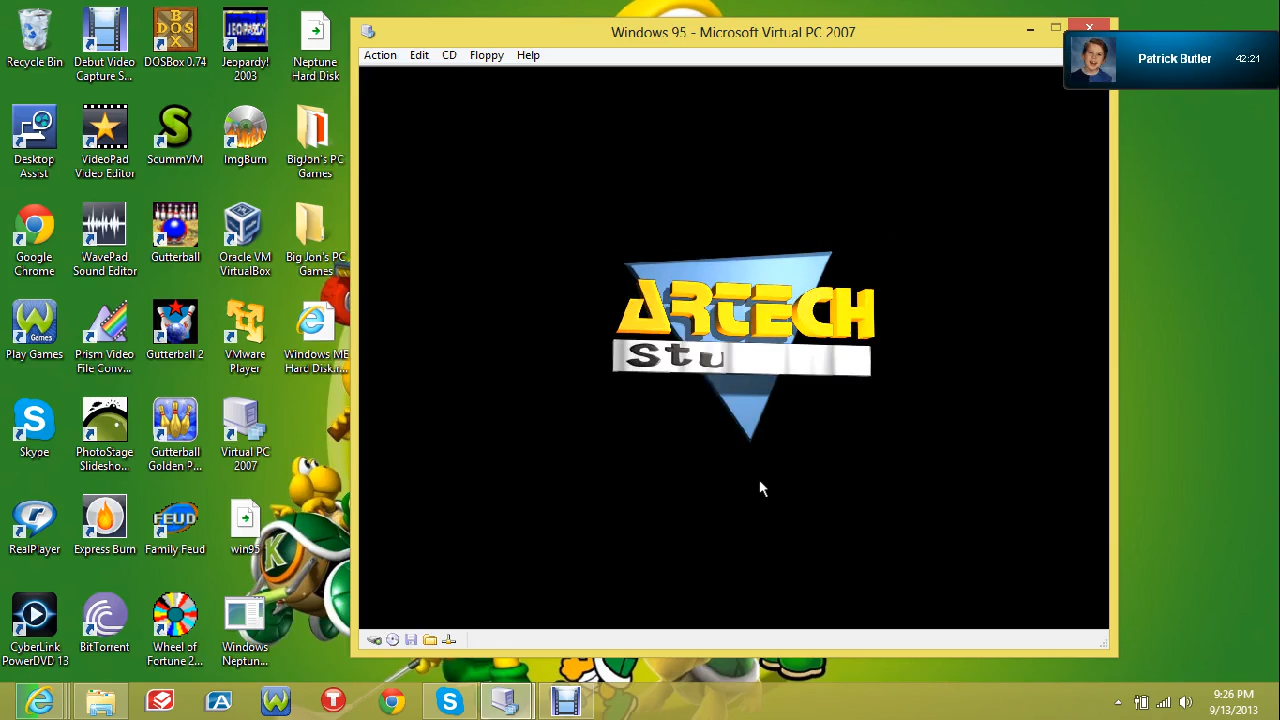 Windows 95 - Microsoft Virtual PC 2007
Action Edit CD Floppy Help
Patrick Butler 42:21
Recycle Bin
Debut Video
Capture S...
DOSBox 0.74
Jeopardy!
2003
Neptune
Hard Disk
Desktop
Assist
VideoPad
Video Editor
ScummVM
ImgBurn
BigJon's PC
Games
Google
Chrome
WavePad
Sound Editor
Gutterball
Oracle VM
VirtualBox
Big Jon's PC
Games
Play Games
Prism Video
File Conv...
Gutterball 2
VMware
Player
Windows ME
Hard Disk...
Skype
PhotoStage
Slidesho...
Gutterball
Golden P...
Virtual PC
2007
RealPlayer
Express Burn
FEUD
Family Feud
win95
CyberLink
PowerDVD 13
BitTorrent
Wheel of
Fortune 2...
Windows
Neptun...
ARTECH
Stu
9:26 PM
9/13/2013